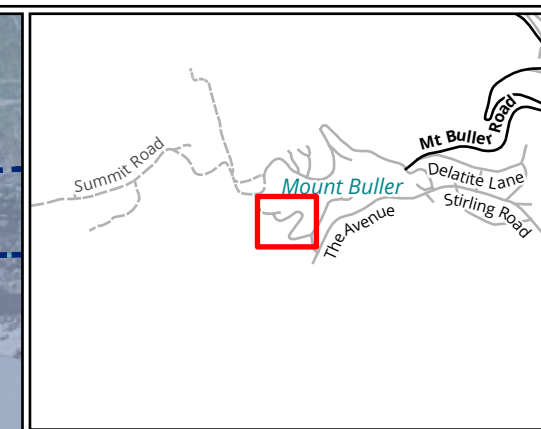 Mt Buller Road
Summit Road
Delatite Lane
Mount Buller
Stirling Road
The Avenue